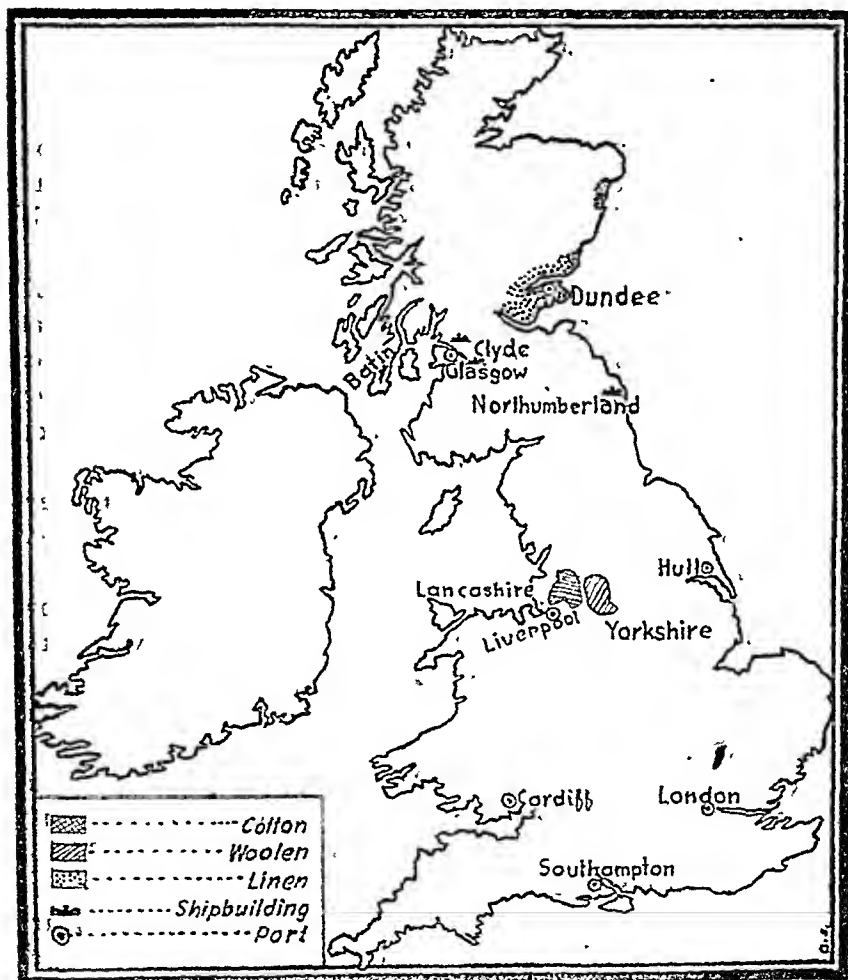 Dundee
Clyde
Glasgow
Northumberland
Hull
Lancashire
Liverpool
Yorkshire
Cardiff
London
Southampton
Cotton
Woolen
Linen
Shipbuilding
Port